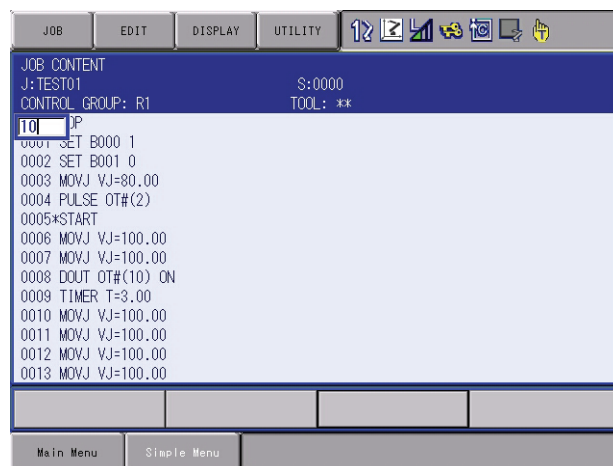 JOB EDIT DISPLAY UTILITY
JOB CONTENT
J:TEST01 S:0000
CONTROL GROUP: R1 TOOL: **
10 OP
0001 SET B000 1
0002 SET B001 0
0003 MOVJ VJ=80.00
0004 PULSE OT#(2)
0005*START
0006 MOVJ VJ=100.00
0007 MOVJ VJ=100.00
0008 DOUT OT#(10) ON
0009 TIMER T=3.00
0010 MOVJ VJ=100.00
0011 MOVJ VJ=100.00
0012 MOVJ VJ=100.00
0013 MOVJ VJ=100.00
Main Menu Simple Menu